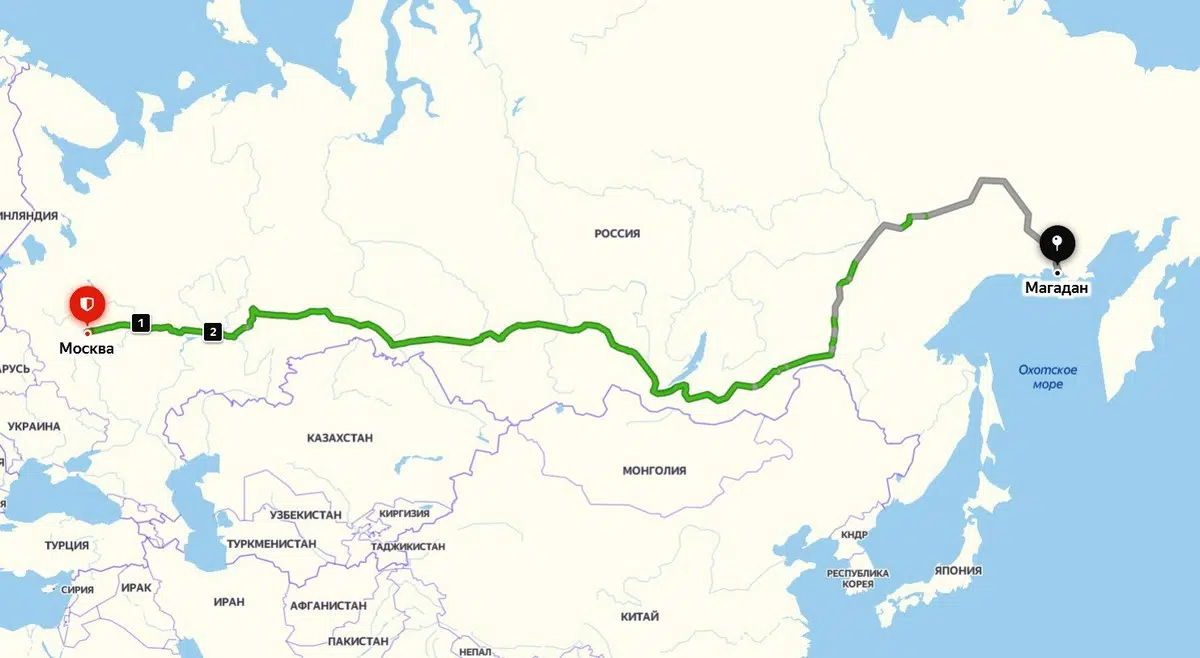 ИНЛЯНДИЯ
РОССИЯ
Магадан
1
2
Москва
АРУСЬ
Охотское
море
УКРАИНА
КАЗАХСТАН
МОНГОЛИЯ
УЗБЕКИСТАН
КИРГИЗИЯ
ТУРЦИЯ
ТУРКМЕНИСТАН
ТАДЖИКИСТАН
КНДР
РЕСПУБЛИКА
КОРЕЯ
ЯПОНИЯ
СИРИЯ
ИРАК
ИРАН
АФГАНИСТАН
КИТАЙ
ПАКИСТАН
НЕПАЛ